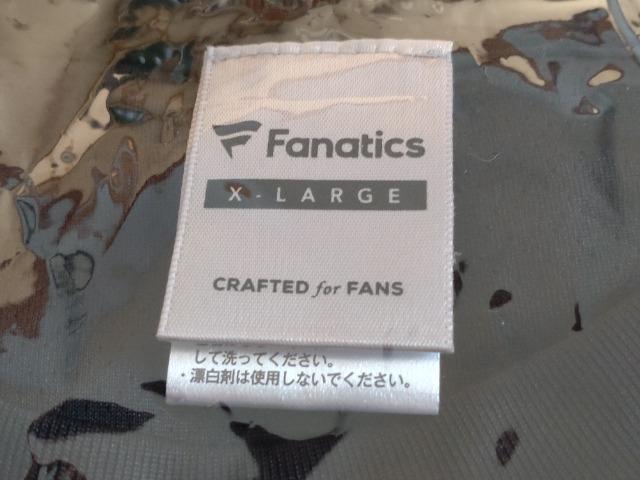 Fanatics
X-LARGE
CRAFTED for FANS
して洗ってください。
・漂白剤は使用しないでください。